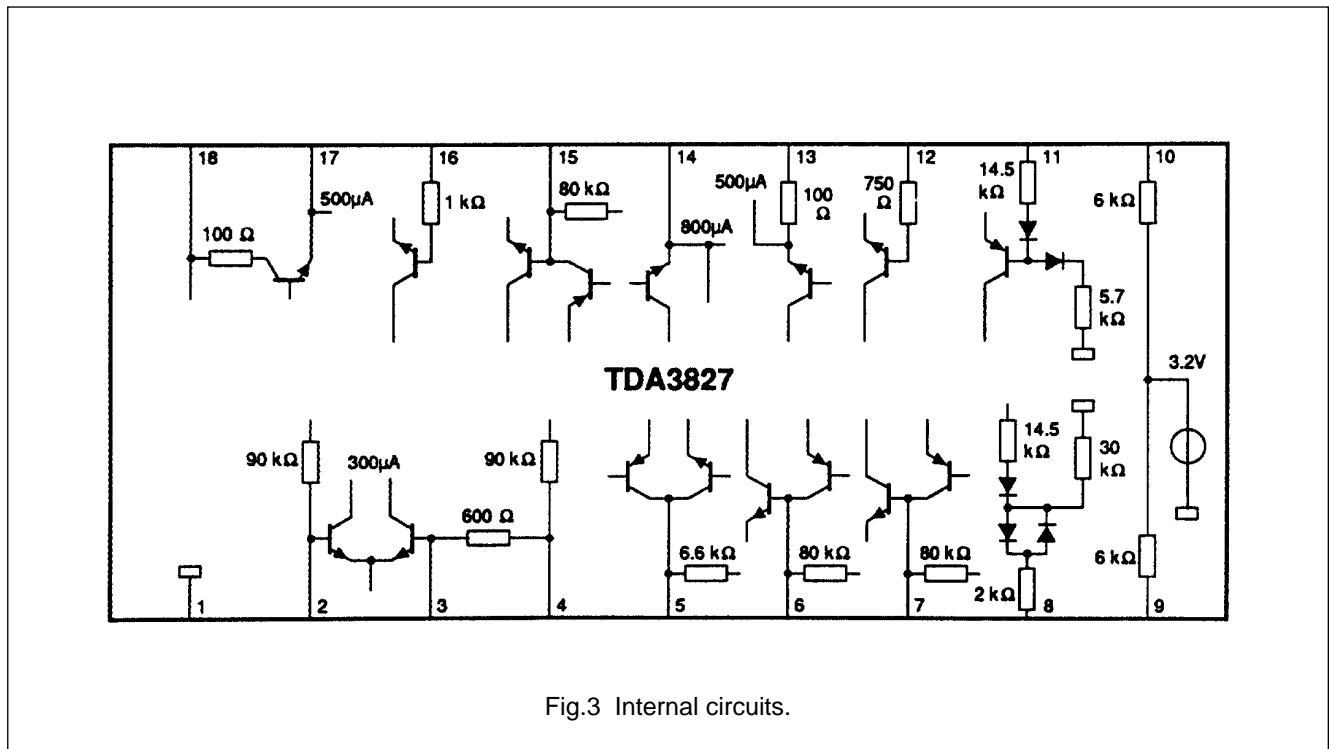 18 17 16 15 14 13 12 11 10
500µA
100 Ω
1 kΩ
80 kΩ
800µA
500µA
100
Ω
750
Ω
14.5
kΩ
5.7
kΩ
6 kΩ
3.2V
TDA3827
90 kΩ
300µA
600 Ω
90 kΩ
6.6 kΩ
80 kΩ
80 kΩ
14.5
kΩ
30
kΩ
2 kΩ
6 kΩ
1 2 3 4 5 6 7 8 9
Fig.3 Internal circuits.